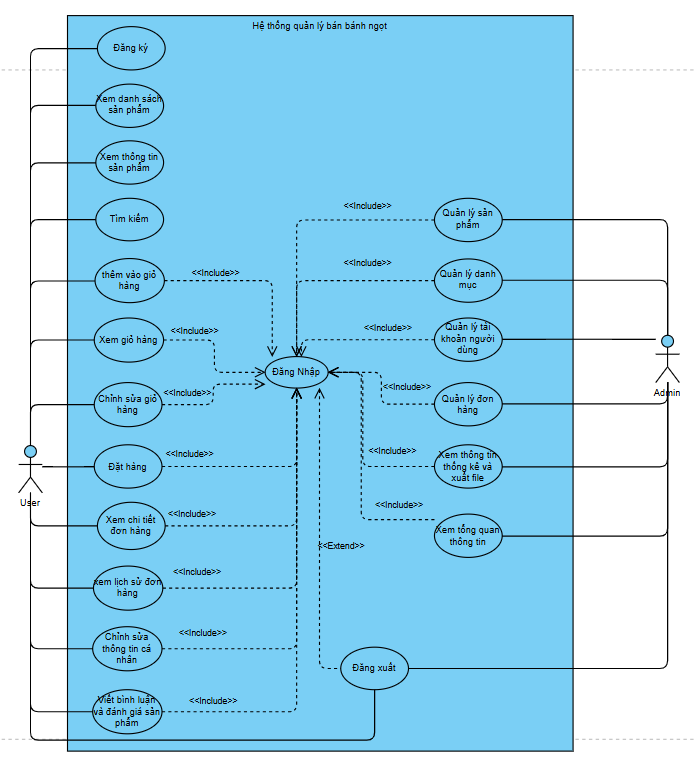 Hệ thống quản lý bán bánh ngọt
Đăng ký
Xem danh sách
sản phẩm
Xem thông tin
sản phẩm
Tìm kiếm
thêm vào giỏ
hàng
<<Include>>
Xem giỏ hàng
<<Include>>
Chỉnh sửa giỏ
hàng
<<Include>>
Đặt hàng
<<Include>>
Xem chi tiết
đơn hàng
<<Include>>
xem lịch sử đơn
hàng
<<Include>>
Chỉnh sửa
thông tin cá
nhân
<<Include>>
Viết bình luận
và đánh giá sản
phẩm
<<Include>>
User
Đăng Nhập
<<Include>>
Quản lý sản
phẩm
<<Include>>
Quản lý danh
mục
<<Include>>
Quản lý tài
khoản người
dùng
<<Include>>
Quản lý đơn
hàng
<<Include>>
Xem thông tin
thống kê và
xuất file
<<Include>>
Xem tổng quan
thông tin
<<Extend>>
Đăng xuất
Admin